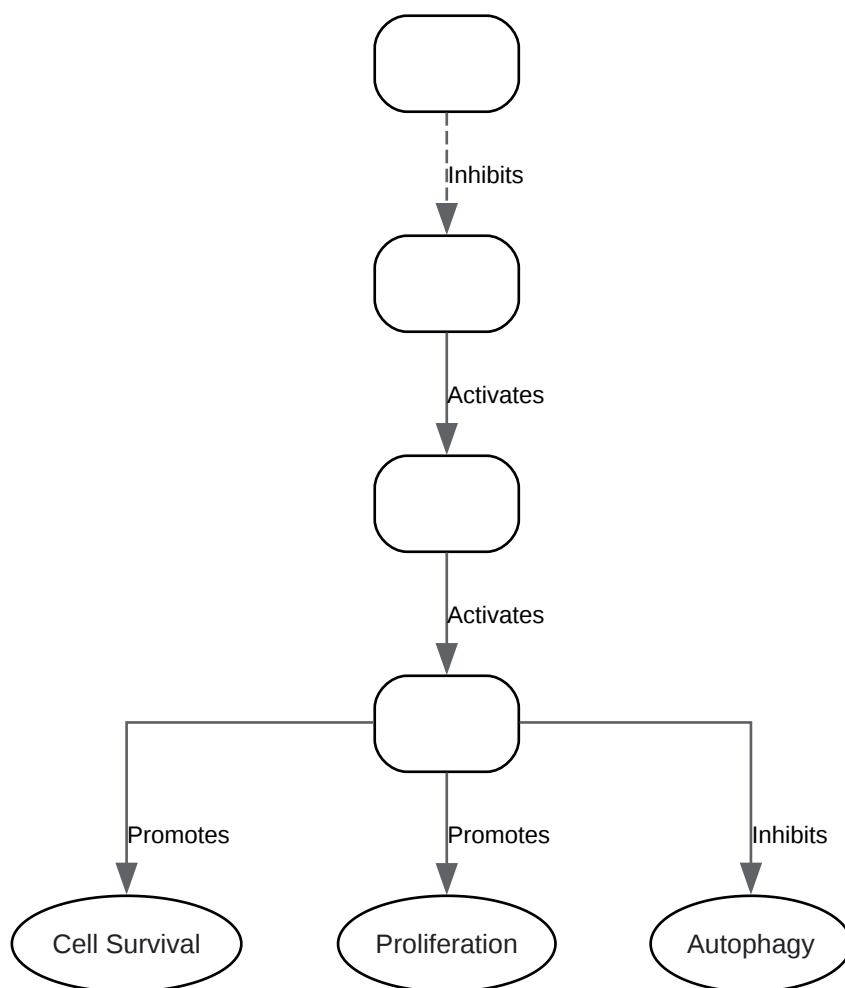 Inhibits
Activates
Activates
Promotes
Promotes
Inhibits
Cell Survival
Proliferation
Autophagy